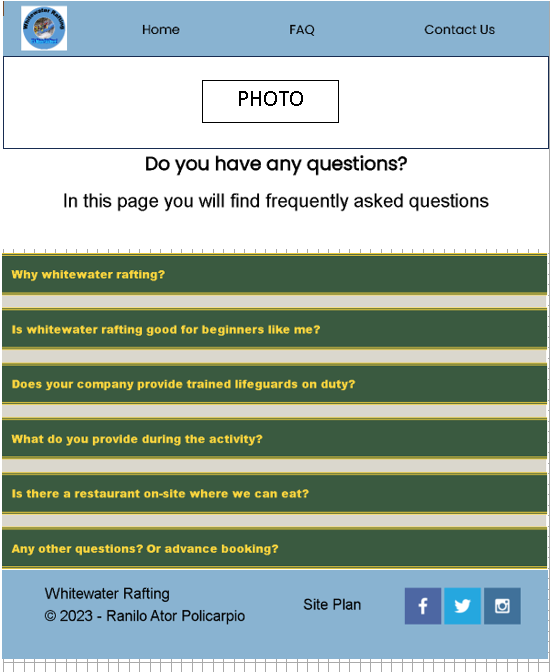 Whitewater Rafting
Home
FAQ
Contact Us
PHOTO
Do you have any questions?
In this page you will find frequently asked questions
Why whitewater rafting?
Is whitewater rafting good for beginners like me?
Does your company provide trained lifeguards on duty?
What do you provide during the activity?
Is there a restaurant on-site where we can eat?
Any other questions? Or advance booking?
Whitewater Rafting
© 2023 - Ranilo Ator Policarpio
Site Plan